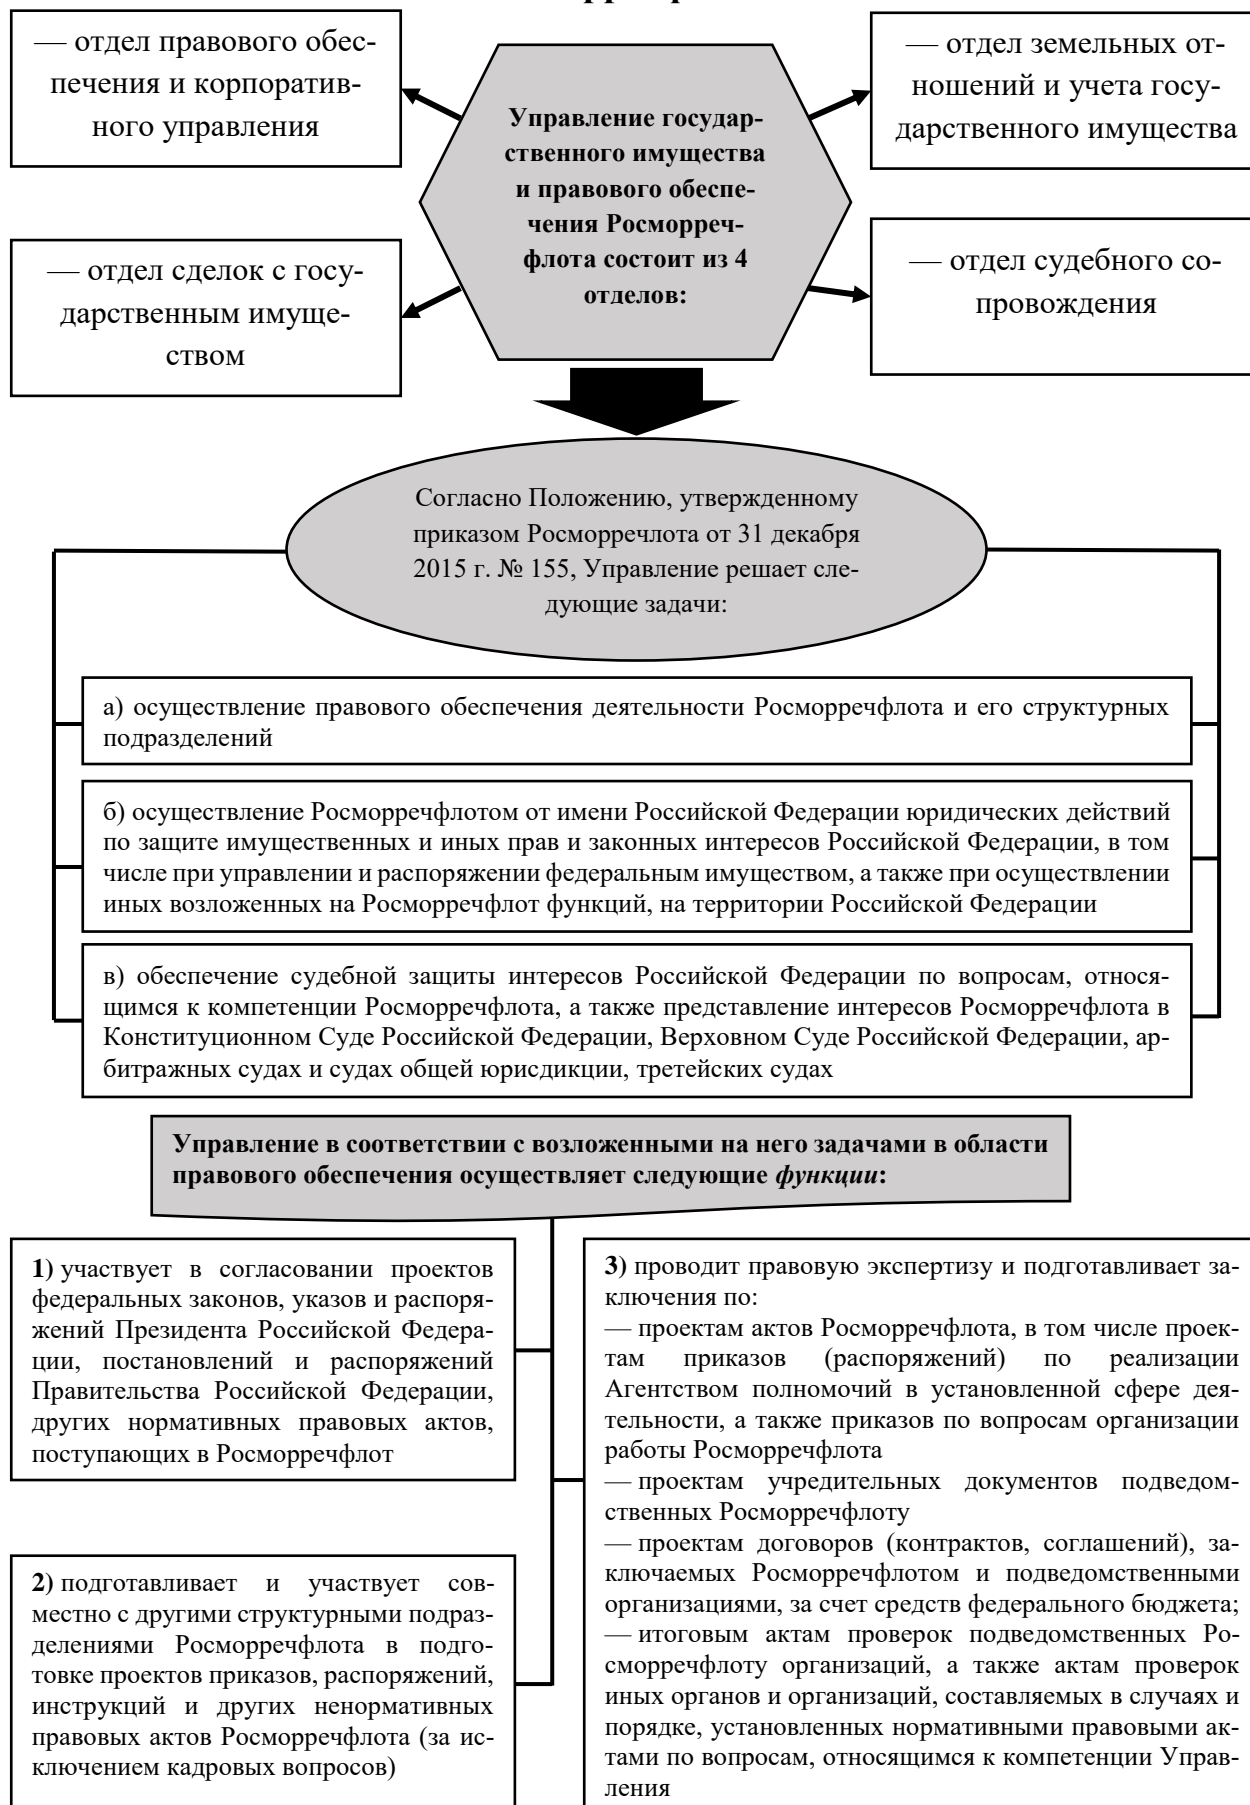 — отдел правового обес-
печения и корпоратив-
ного управления
— отдел сделок с госу-
дарственным имуще-
ством
Управление государ-
ственного имущества
и правового обеспе-
чения Росморреч-
флота состоит из 4
отделов:
— отдел земельных от-
ношений и учета госу-
дарственного имущества
— отдел судебного со-
провождения
Согласно Положению, утвержденному
приказом Росморречлота от 31 декабря
2015 г. № 155, Управление решает сле-
дующие задачи:
а) осуществление правового обеспечения деятельности Росморречфлота и его структурных
подразделений
б) осуществление Росморречфлотом от имени Российской Федерации юридических действий
по защите имущественных и иных прав и законных интересов Российской Федерации, в том
числе при управлении и распоряжении федеральным имуществом, а также при осуществлении
иных возложенных на Росморречфлот функций, на территории Российской Федерации
в) обеспечение судебной защиты интересов Российской Федерации по вопросам, относя-
щимся к компетенции Росморречфлота, а также представление интересов Росморречфлота в
Конституционном Суде Российской Федерации, Верховном Суде Российской Федерации, ар-
битражных судах и судах общей юрисдикции, третейских судах
Управление в соответствии с возложенными на него задачами в области
правового обеспечения осуществляет следующие функции:
1) участвует в согласовании проектов
федеральных законов, указов и распоря-
жений Президента Российской Федера-
ции, постановлений и распоряжений
Правительства Российской Федерации,
других нормативных правовых актов,
поступающих в Росморречфлот
2) подготавливает и участвует сов-
местно с другими структурными подраз-
делениями Росморречфлота в подго-
товке проектов приказов, распоряжений,
инструкций и других ненормативных
правовых актов Росморречфлота (за ис-
ключением кадровых вопросов)
3) проводит правовую экспертизу и подготавливает за-
ключения по:
— проектам актов Росморречфлота, в том числе проек-
там приказов (распоряжений) по реализации
Агентством полномочий в установленной сфере дея-
тельности, а также приказов по вопросам организации
работы Росморречфлота
— проектам учредительных документов подведом-
ственных Росморречфлоту
— проектам договоров (контрактов, соглашений), за-
ключаемых Росморречфлотом и подведомственными
организациями, за счет средств федерального бюджета;
— итоговым актам проверок подведомственных Ро-
сморречфлоту организаций, а также актам проверок
иных органов и организаций, составляемых в случаях и
порядке, установленных нормативными правовыми ак-
тами по вопросам, относящимся к компетенции Управ-
ления